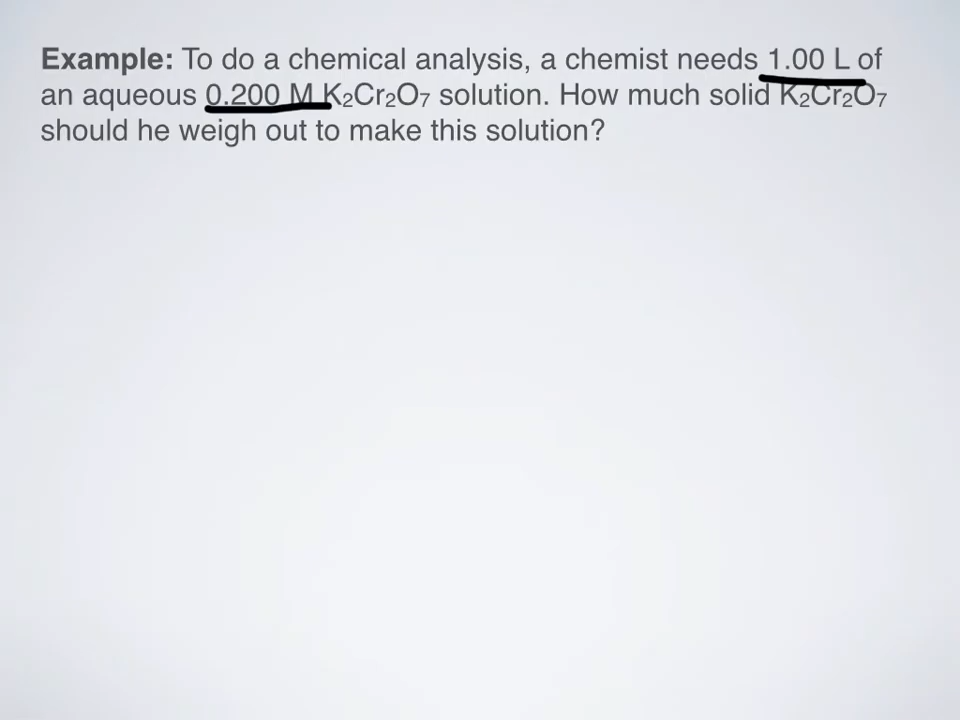 Example: To do a chemical analysis, a chemist needs 1.00 L of
an aqueous 0.200 M K₂Cr₂O₇ solution. How much solid K₂Cr₂O₇
should he weigh out to make this solution?